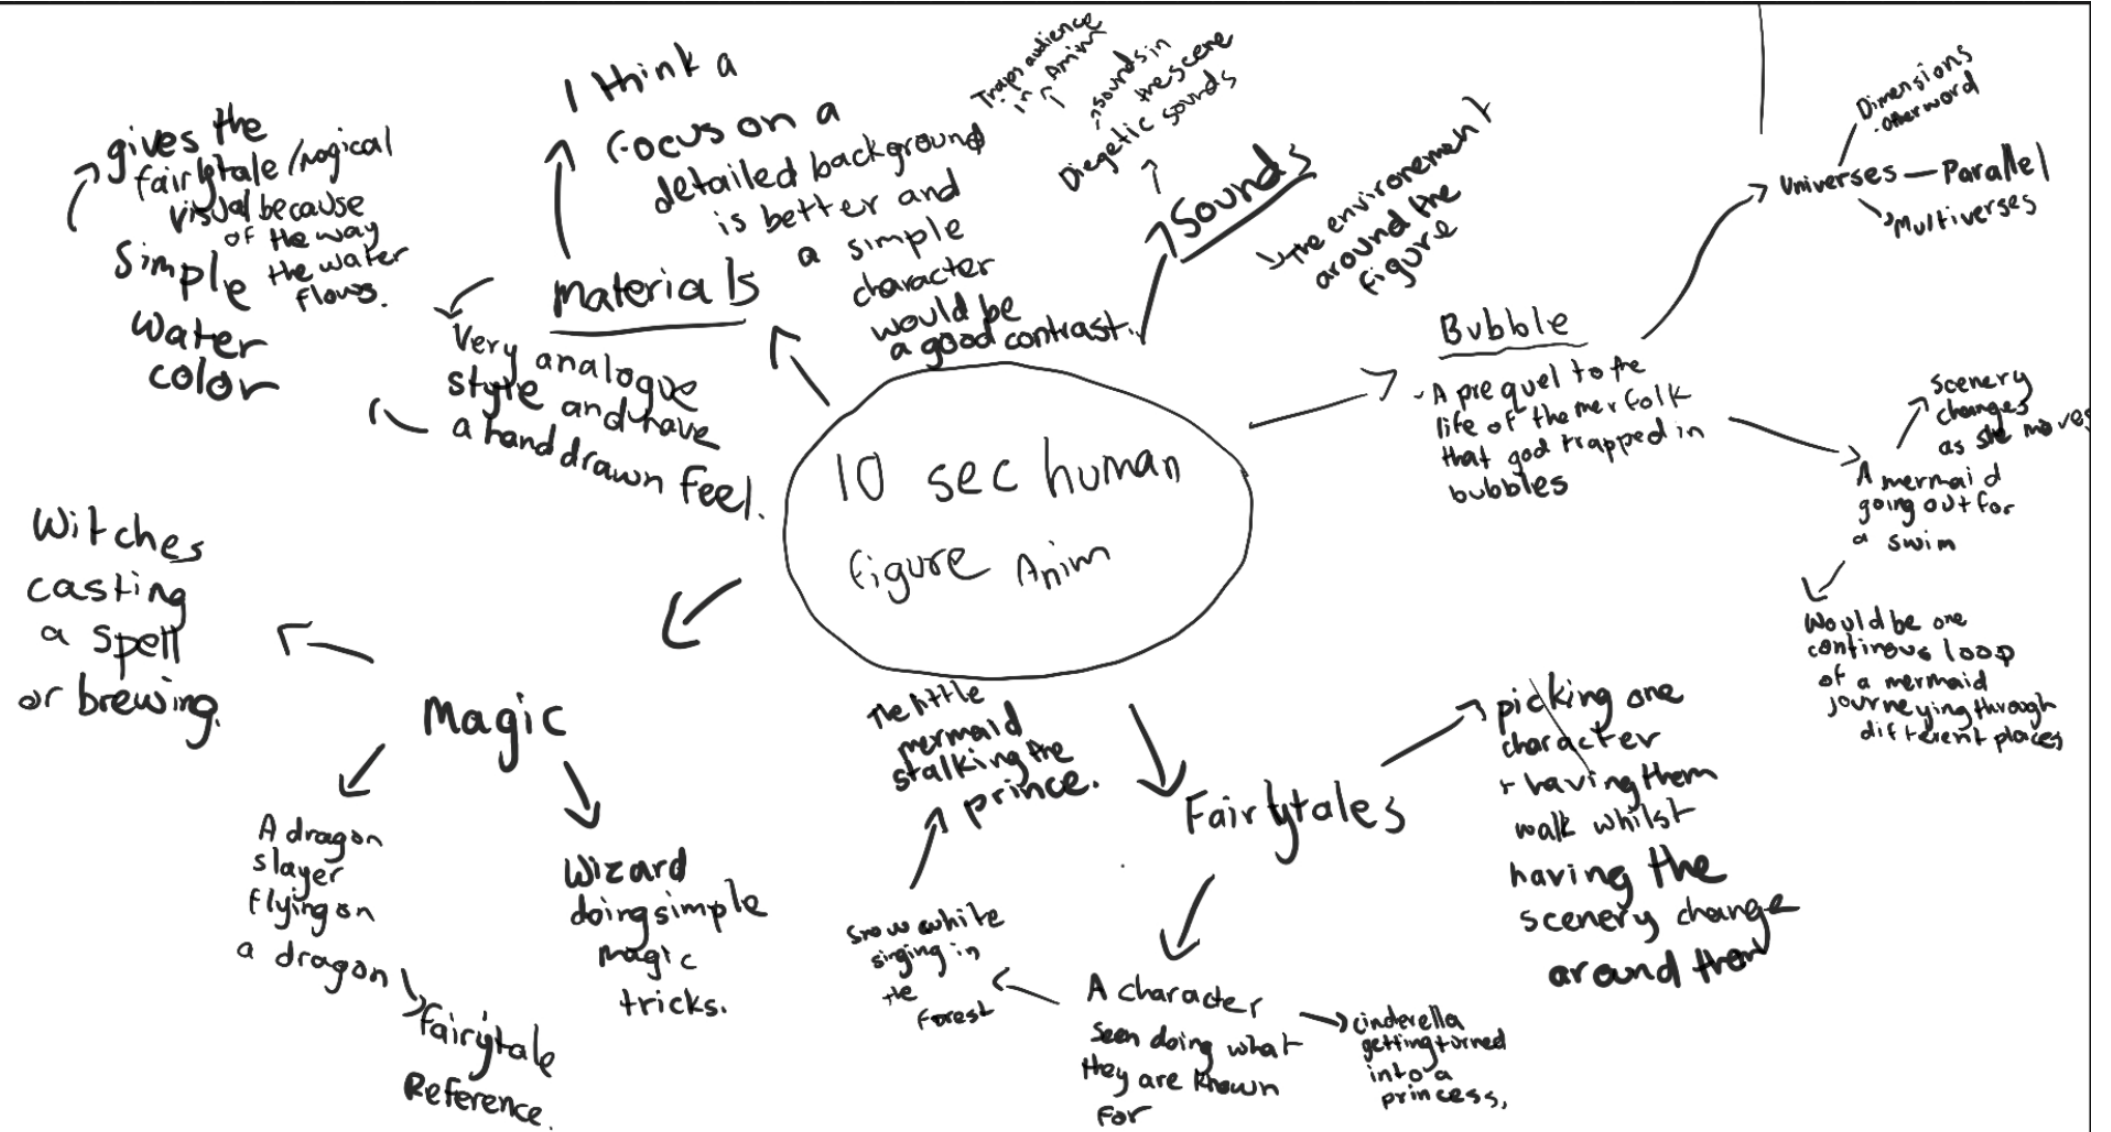 10 sec human
figure Anim
materials
I think a
focus on a
detailed background
is better and
a simple
character
would be
a good contrast.
Very analogue
style and have
a hand drawn feel.
Simple
water
color
gives the
fairytale/magical
visual because
of the way
the water
flows.
Sounds
Diegetic sounds
sounds in
the scene
Traps audience
in Anim
the environement
around the
figure
Bubble
- A prequel to the
life of the merfolk
that god trapped in
bubbles
Universes – Parallel
Dimensions
Multiverses
A mermaid
going out for
a swim
scenery
changes
as she moves
Would be one
continous loop
of a mermaid
journeying through
different places
Fairytales
picking one
character
+ having them
walk whilst
having the
scenery change
around them
A character
seen doing what
they are known
for
cinderella
getting turned
into a
princess.
Snow white
singing in
the
forest
The little
mermaid
stalking the
prince.
Magic
Witches
casting
a spell
or brewing.
A dragon
slayer
flying on
a dragon
fairytale
Reference.
Wizard
doing simple
magic
tricks.